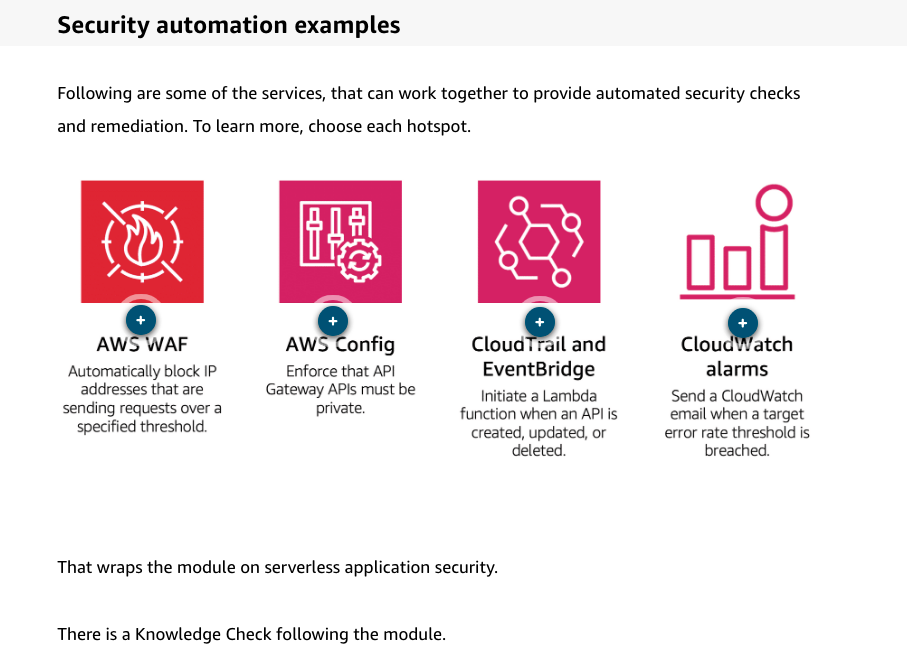 Security automation examples
Following are some of the services, that can work together to provide automated security checks
and remediation. To learn more, choose each hotspot.
AWS WAF
Automatically block IP
addresses that are
sending requests over a
specified threshold.
AWS Config
Enforce that API
Gateway APIs must be
private.
CloudTrail and
EventBridge
Initiate a Lambda
function when an API is
created, updated, or
deleted.
CloudWatch
alarms
Send a CloudWatch
email when a target
error rate threshold is
breached.
That wraps the module on serverless application security.
There is a Knowledge Check following the module.